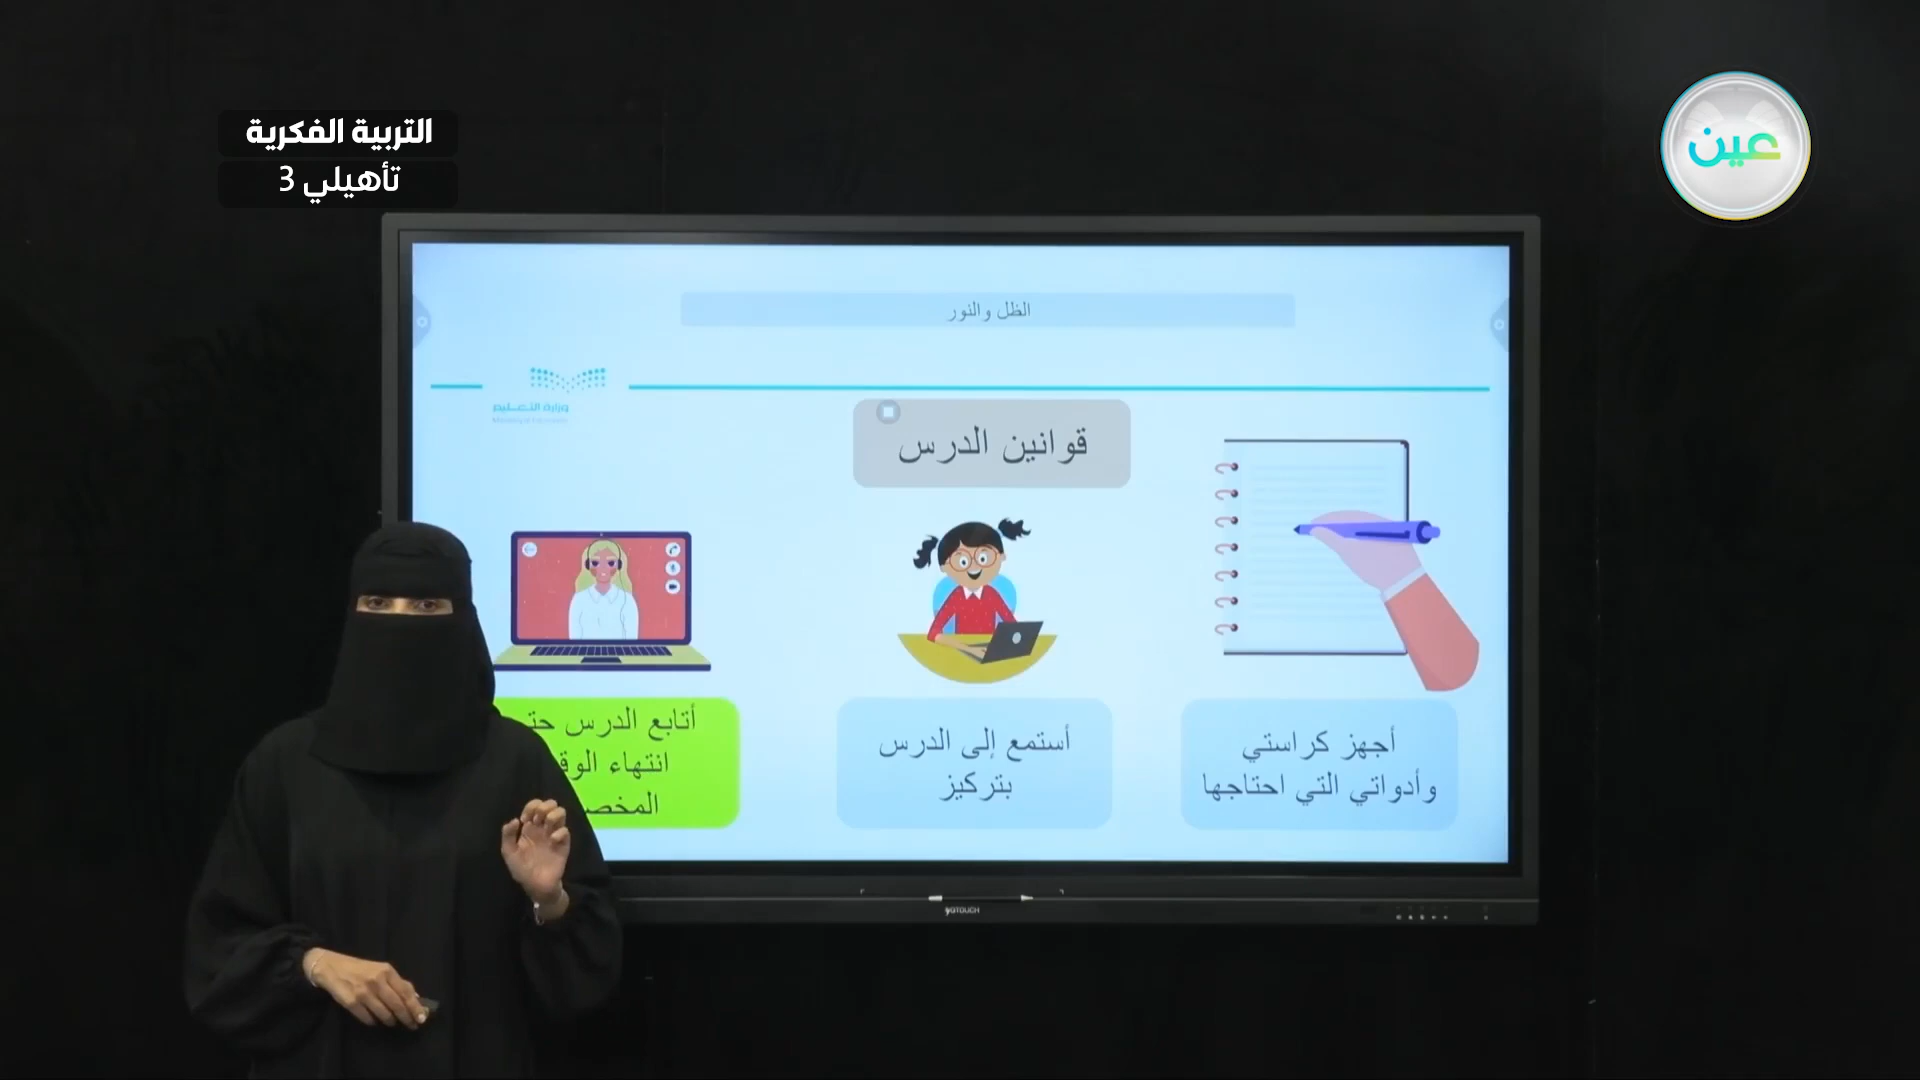 التربية الفكرية
تأهيلي 3
عين
الظل والنور
وزارة التعليم
قوانين الدرس
أجهز كراستي
وأدواتي التي احتاجها
أستمع إلى الدرس
بتركيز
أتابع الدرس
انتهاء